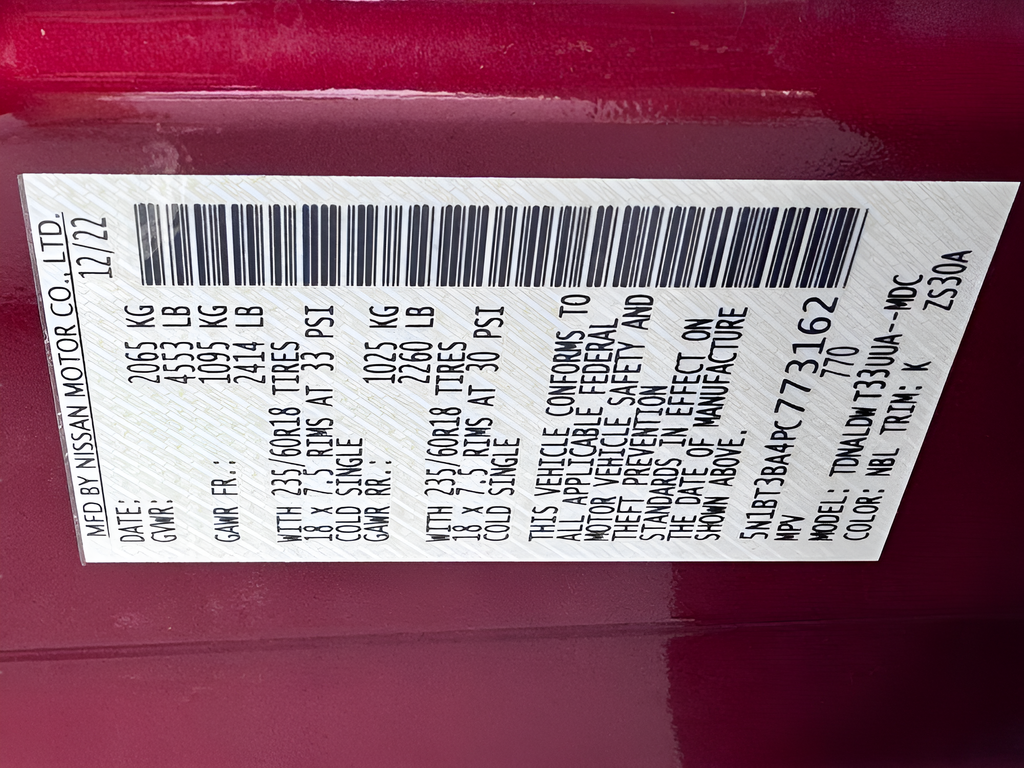 MFD BY NISSAN MOTOR CO., LTD.
DATE: 12/22
GVWR: 2065 KG
4553 LB
GAWR FR.: 1095 KG
2414 LB
WITH 235/60R18 TIRES
18 X 7.5 RIMS AT 33 PSI
COLD SINGLE
GAWR RR.: 1025 KG
2260 LB
WITH 235/60R18 TIRES
18 X 7.5 RIMS AT 30 PSI
COLD SINGLE
THIS VEHICLE CONFORMS TO
ALL APPLICABLE FEDERAL
MOTOR VEHICLE SAFETY AND
THEFT PREVENTION
STANDARDS IN EFFECT ON
THE DATE OF MANUFACTURE
SHOWN ABOVE.
5N1BT3BA4PC773162
MPV 770
MODEL: TDNALDW T33UUA--MDC
COLOR: NBL TRIM: K
ZS30A